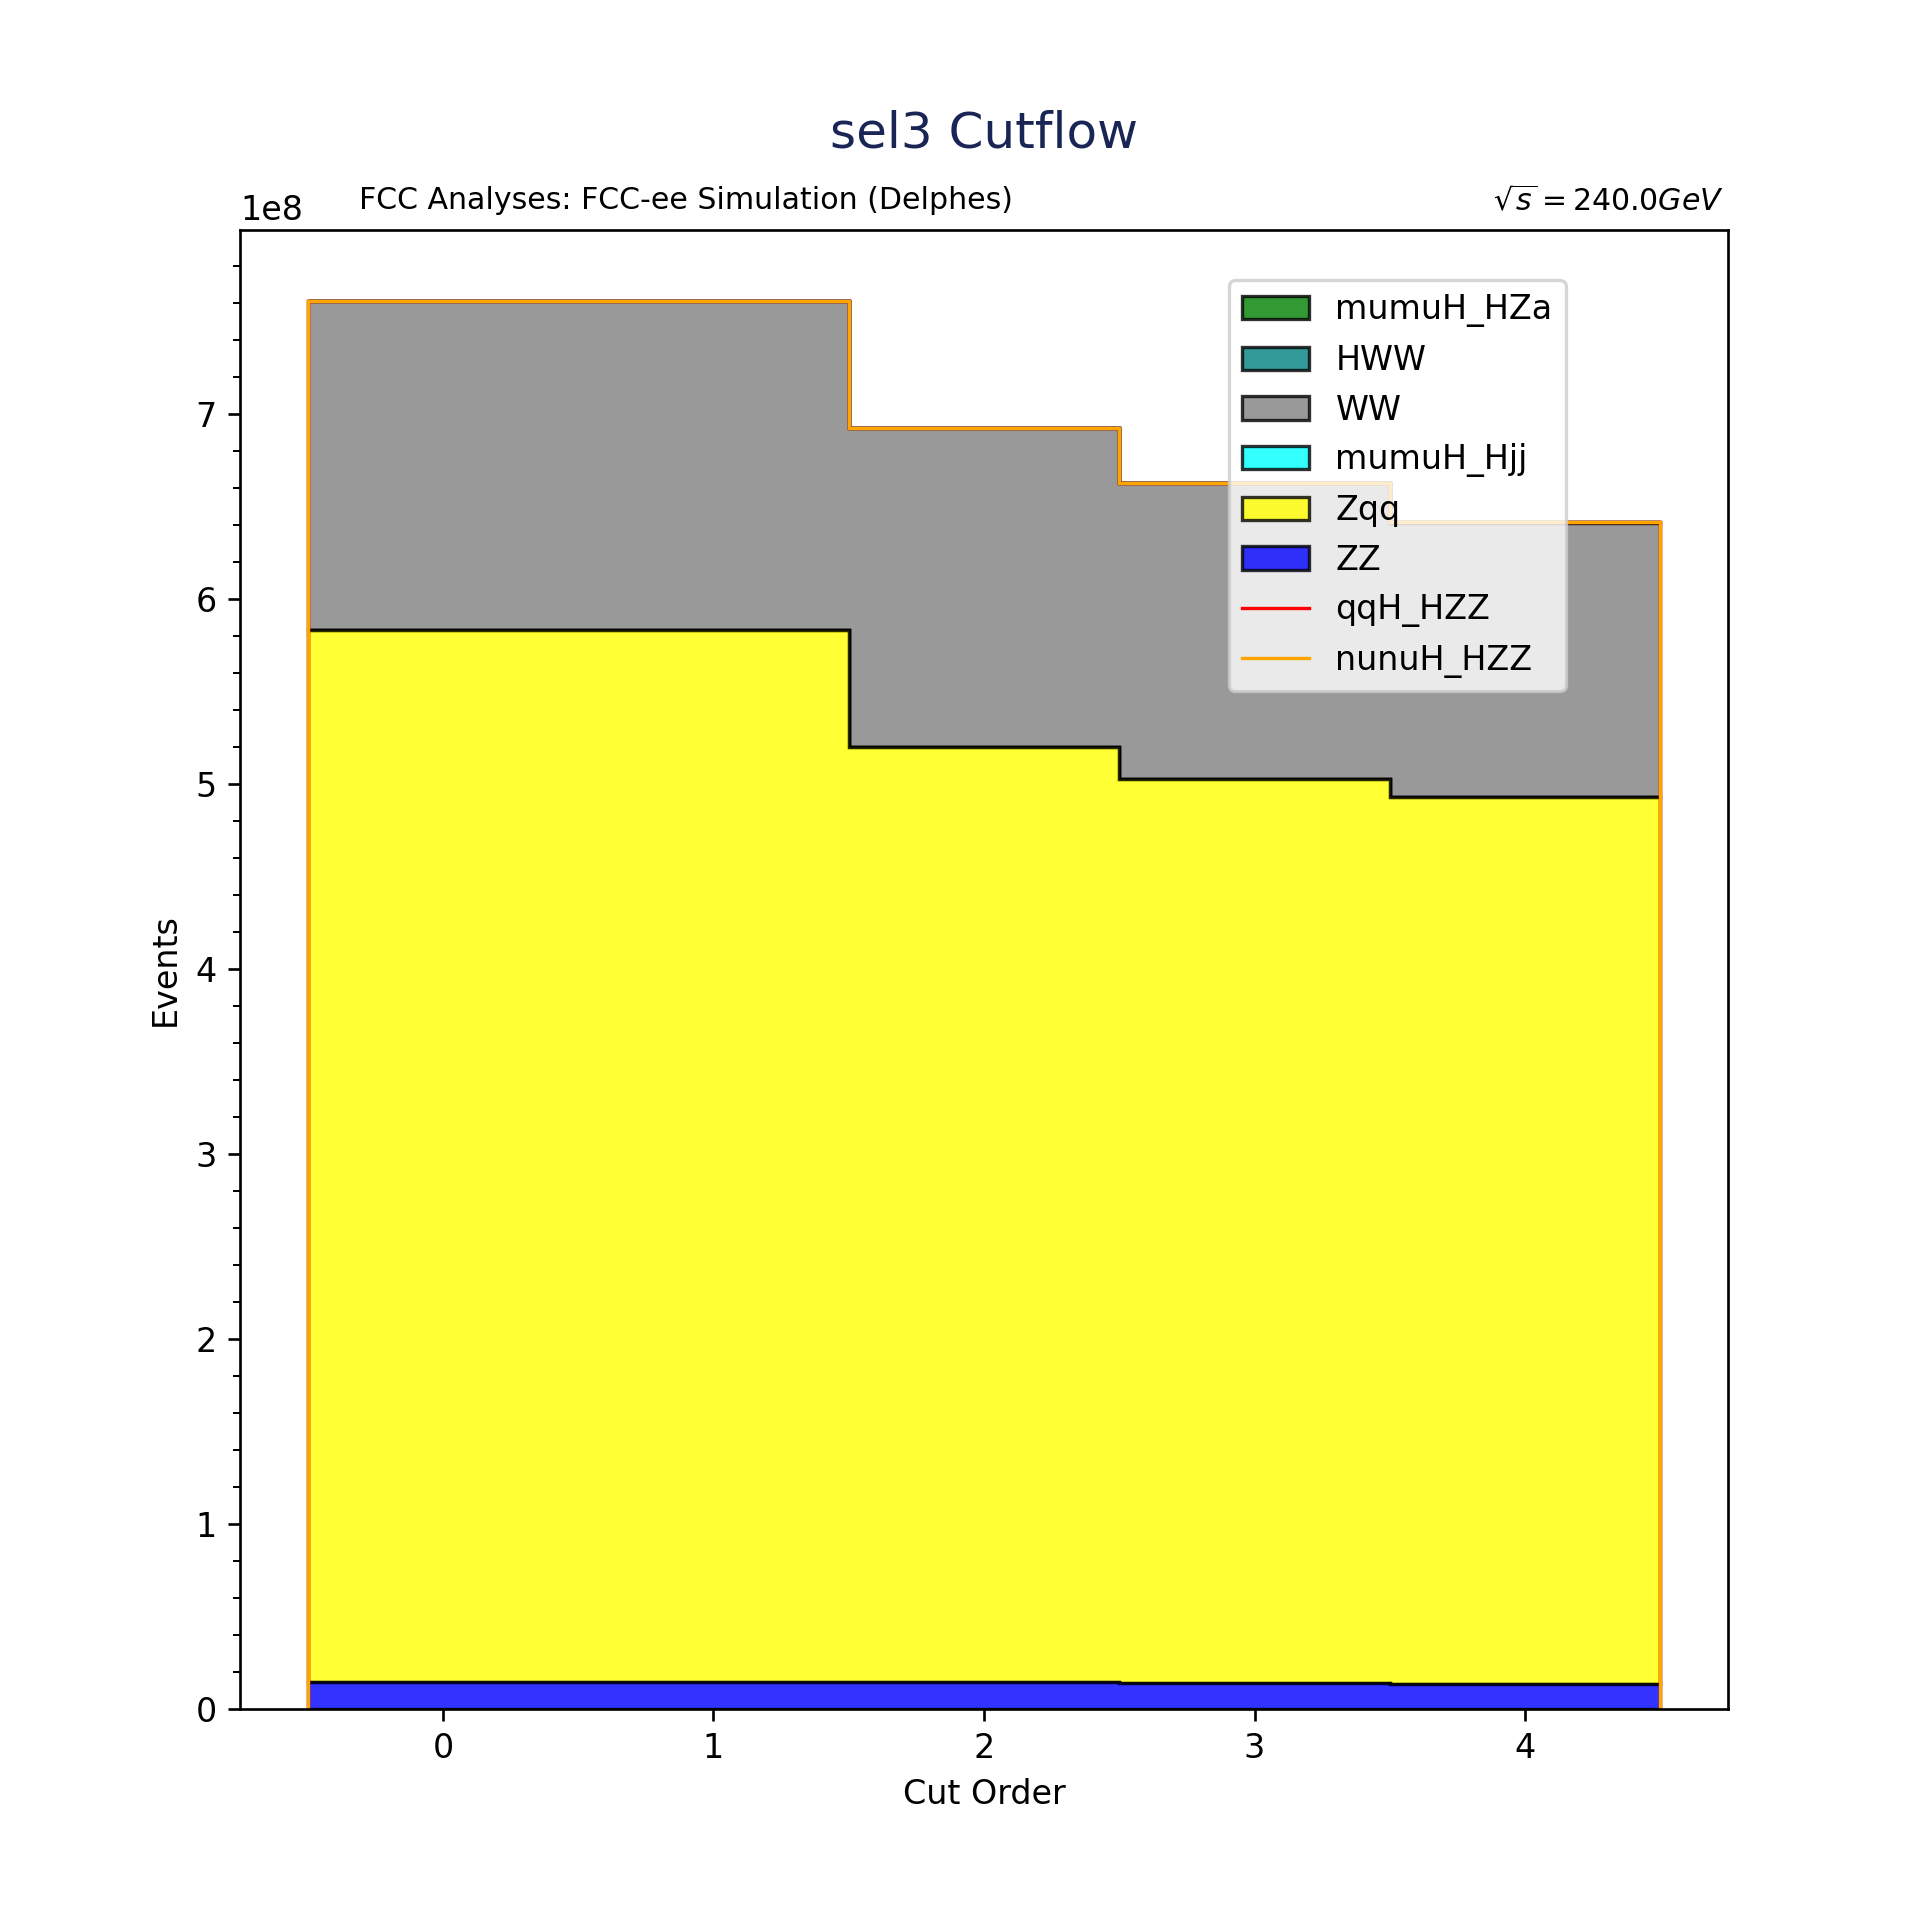 sel3 Cutflow
1e8 FCC Analyses: FCC-ee Simulation (Delphes) √s = 240.0GeV
mumuH_HZa
HWW
WW
mumuH_Hjj
Zqq
ZZ
qqH_HZZ
nunuH_HZZ
7
6
5
4
3
2
1
0
Events
0 1 2 3 4
Cut Order